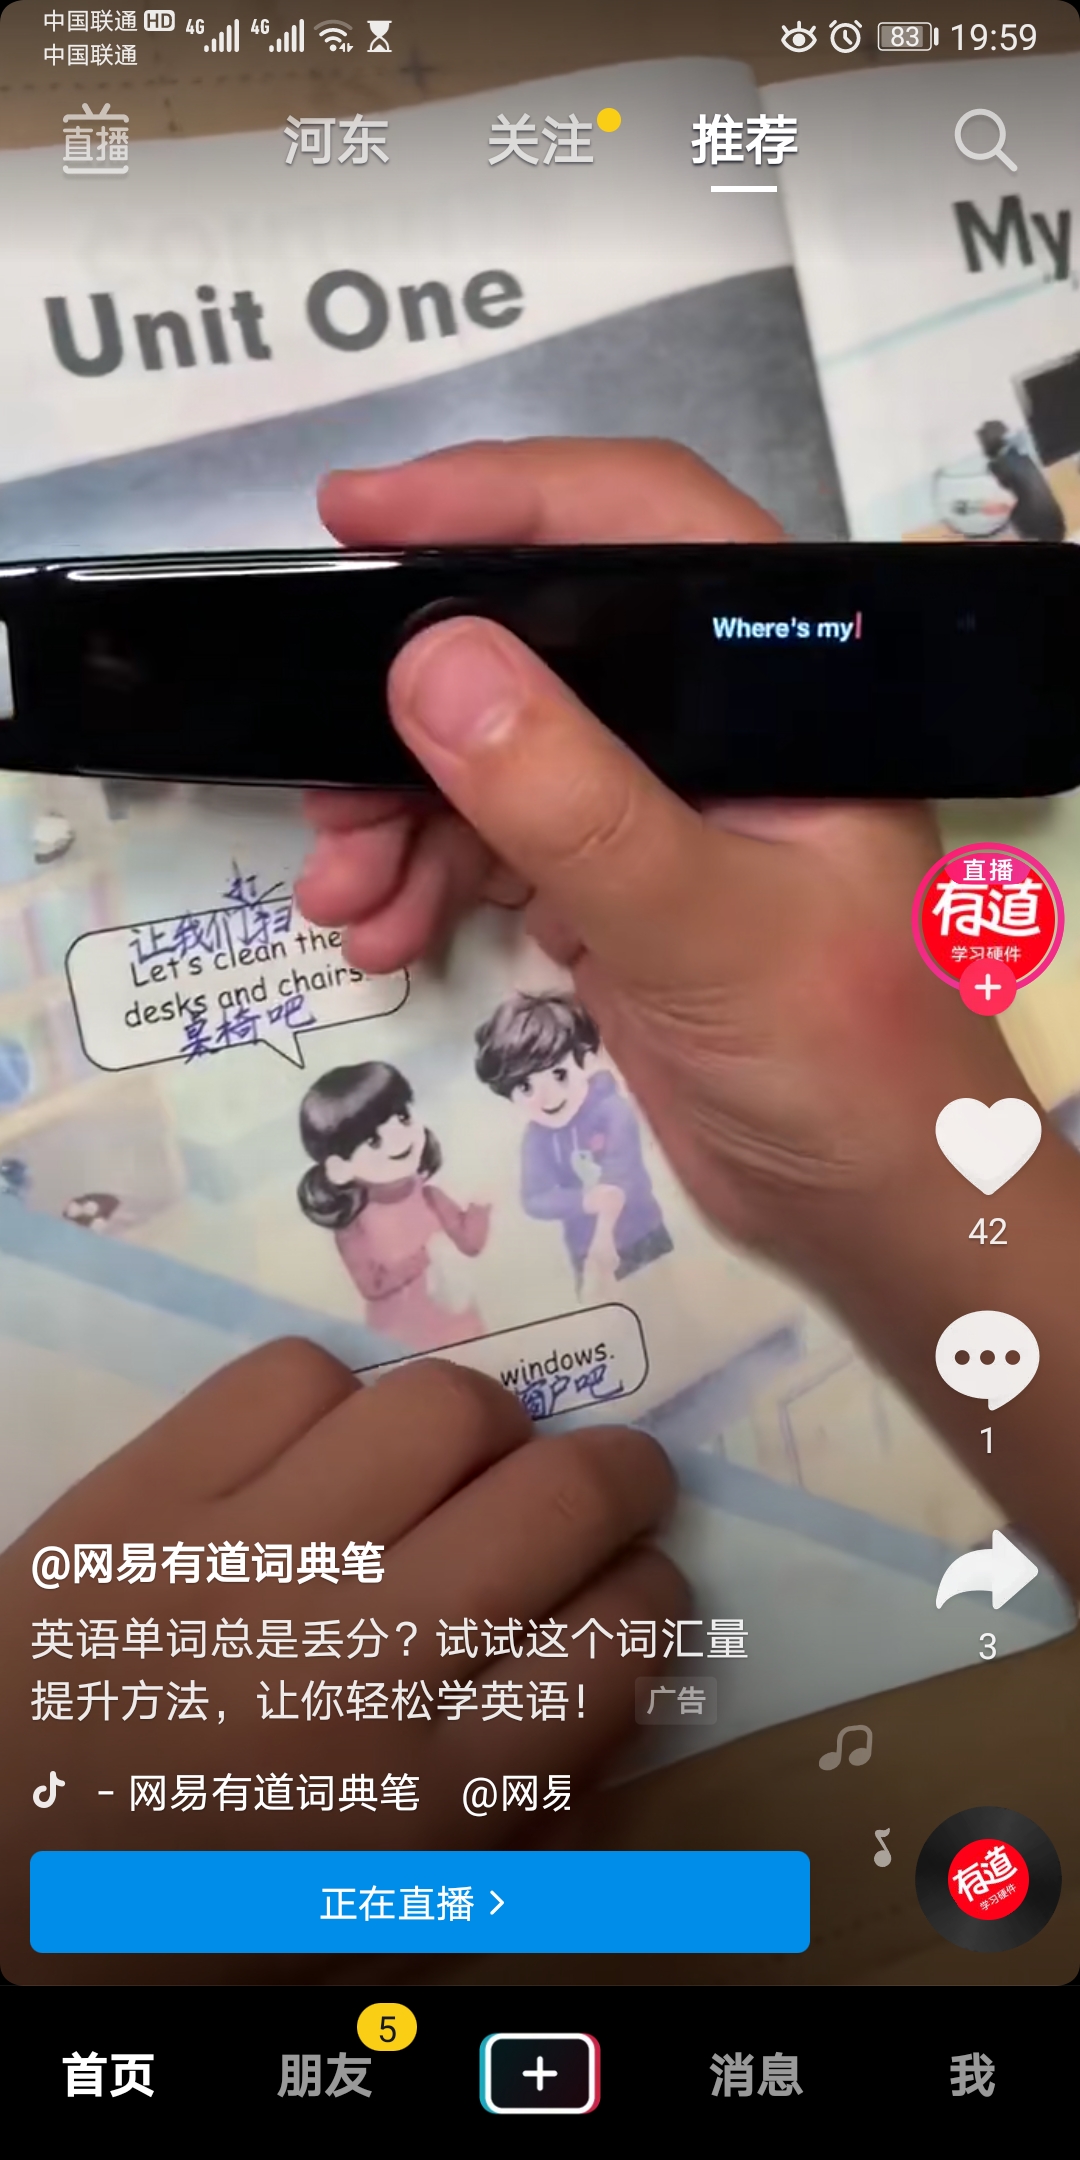 中国联通 HD 4G 4G 83 19:59
中国联通
直播 河东 关注 推荐
My
Unit One
Where's my
打
让我们扫
Let's clean the
desks and chairs.
桌椅吧
直播
有道
学习硬件
42
windows.
窗户吧
1
@网易有道词典笔
英语单词总是丢分？试试这个词汇量
提升方法，让你轻松学英语！ 广告
3
- 网易有道词典笔 @网易
正在直播 >
有道
学习硬件
首页 朋友 5 消息 我